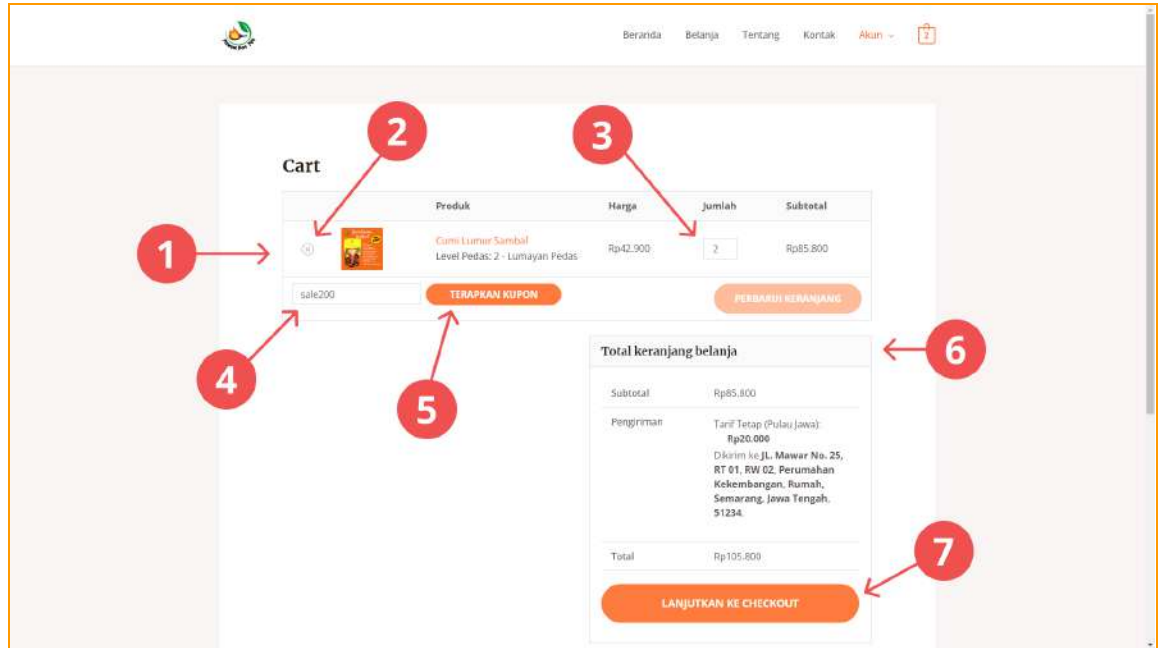 Beranda Belanja Tentang Kontak Akun 2
2
3
Cart
Produk Harga Jumlah Subtotal
1
Cumi Lumur Sambal
Level Pedas: 2 - Lumayan Pedas
Rp42.900 2 Rp85.800
sale200 TERAPKAN KUPON PERBARUI KERANJANG
4
5
6
Total keranjang belanja
Subtotal Rp85.800
Pengiriman Tarif Tetap (Pulau Jawa):
Rp20.000
Dikirim ke JL. Mawar No. 25,
RT 01, RW 02, Perumahan
Kekembangan, Rumah,
Semarang, Jawa Tengah,
51234.
Total Rp105.800
7
LANJUTKAN KE CHECKOUT